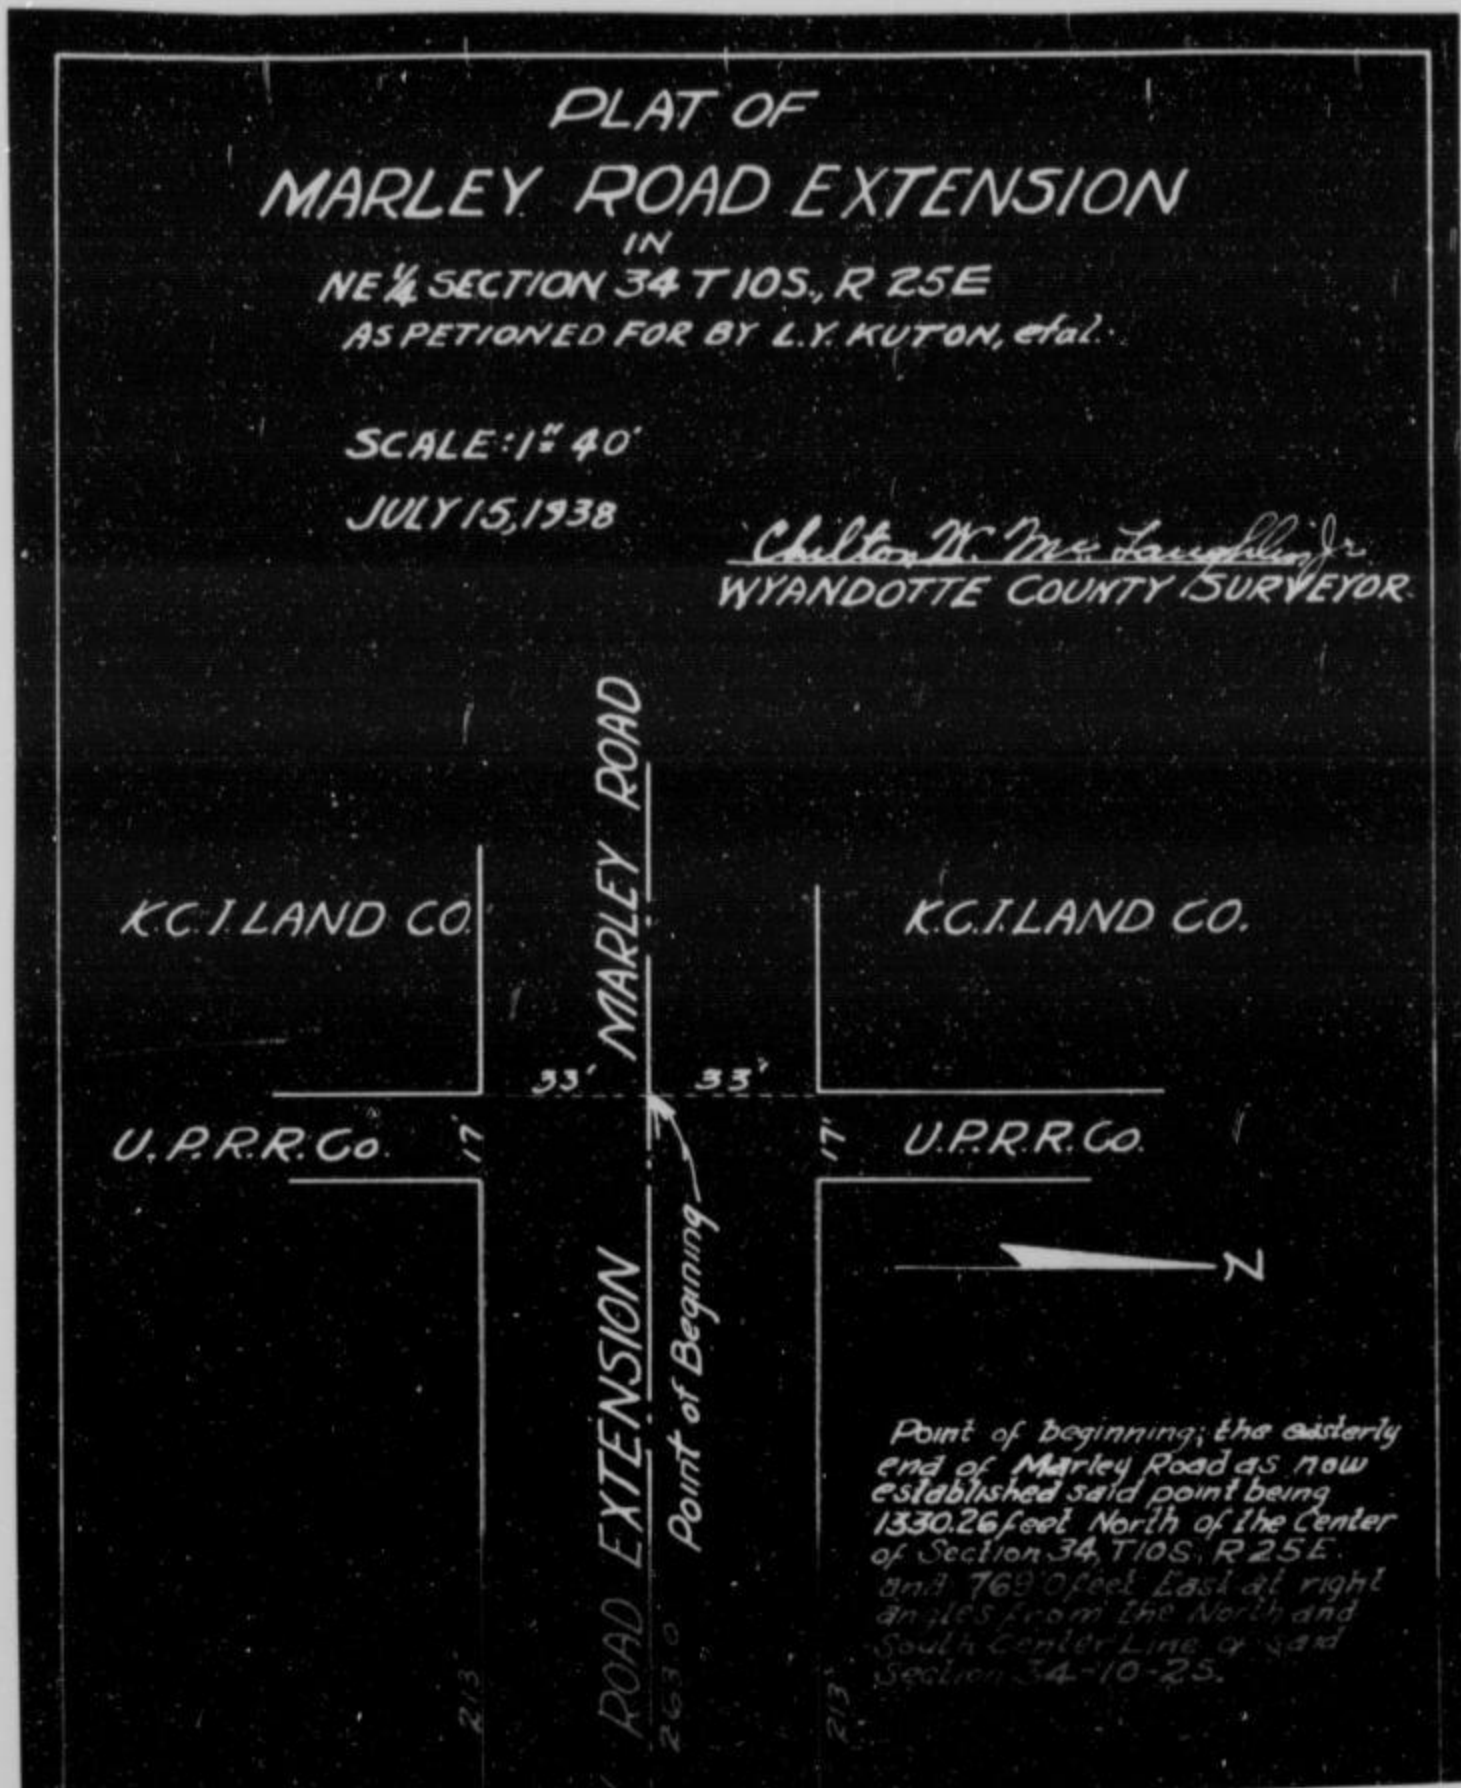 PLAT OF
MARLEY ROAD EXTENSION
IN
NE ¼ SECTION 34 T 10S., R 25E
AS PETIONED FOR BY L.Y. KUTON, etal.
SCALE: 1" = 40'
JULY 15, 1938
Chilton W. McLaughlin Jr
WYANDOTTE COUNTY SURVEYOR
MARLEY ROAD
K.C.I. LAND CO.
K.C.I. LAND CO.
33'
33'
U.P.R.R. Co.
17'
17'
U.P.R.R. Co.
Point of Beginning
N
ROAD EXTENSION
Point of beginning; the easterly
end of Marley Road as now
established said point being
1330.26 feet North of the Center
of Section 34, T10S, R25E.
and feet East at right
angles from the North and
South Center Line of said
Section 34-10-25.
213'
263.0
213'